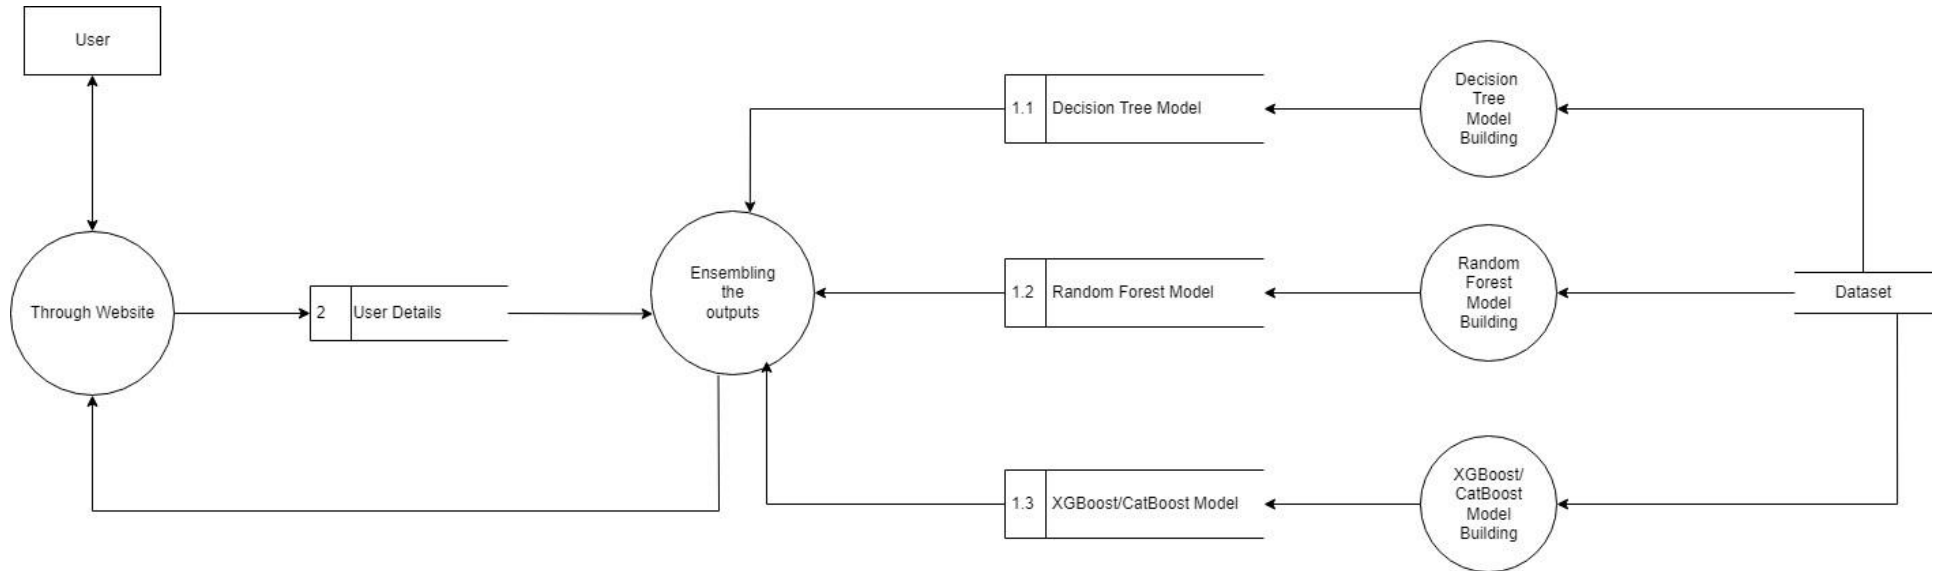 User
Through Website
2
User Details
Ensembling
the
outputs
1.1
Decision Tree Model
Decision
Tree
Model
Building
1.2
Random Forest Model
Random
Forest
Model
Building
Dataset
1.3
XGBoost/CatBoost Model
XGBoost/
CatBoost
Model
Building